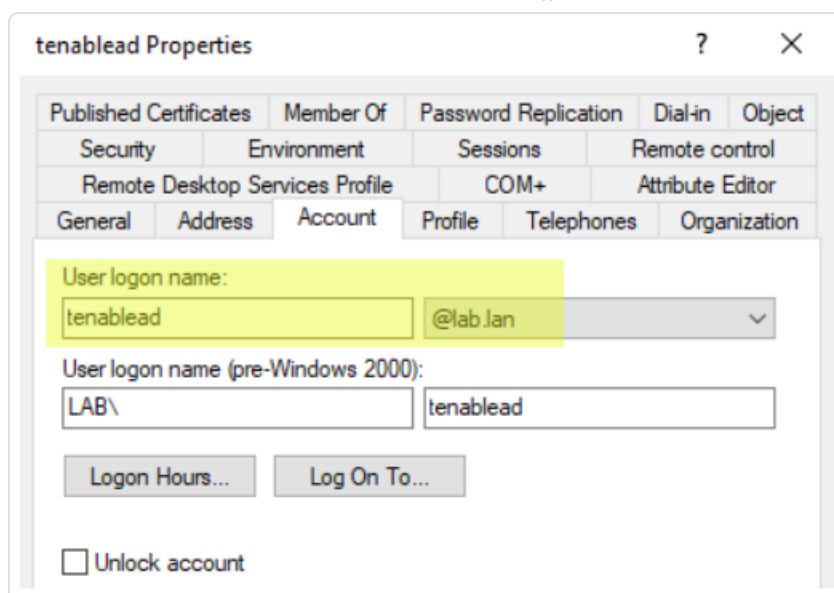 tenablead Properties ? ×
Published Certificates Member Of Password Replication Dial-in Object
Security Environment Sessions Remote control
Remote Desktop Services Profile COM+ Attribute Editor
General Address Account Profile Telephones Organization
User logon name:
tenablead @lab.lan
User logon name (pre-Windows 2000):
LAB\ tenablead
Logon Hours... Log On To...
Unlock account